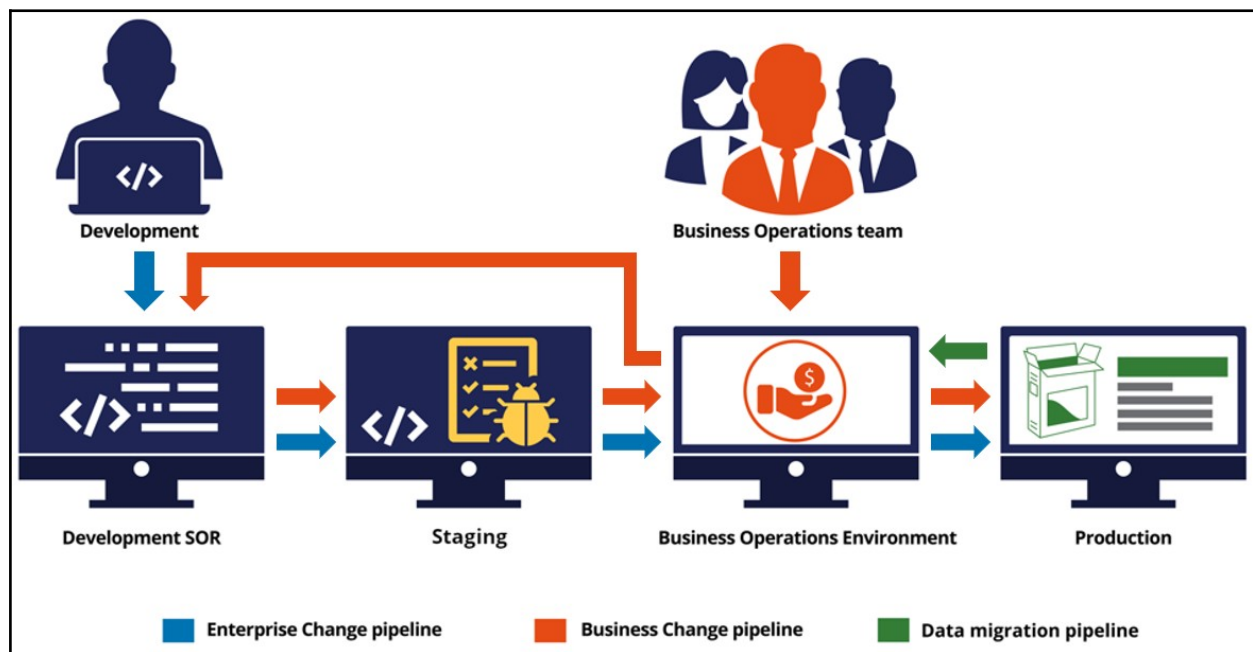 </>
Development
Business Operations team
</>
</>
$
Development SOR
Staging
Business Operations Environment
Production
Enterprise Change pipeline
Business Change pipeline
Data migration pipeline